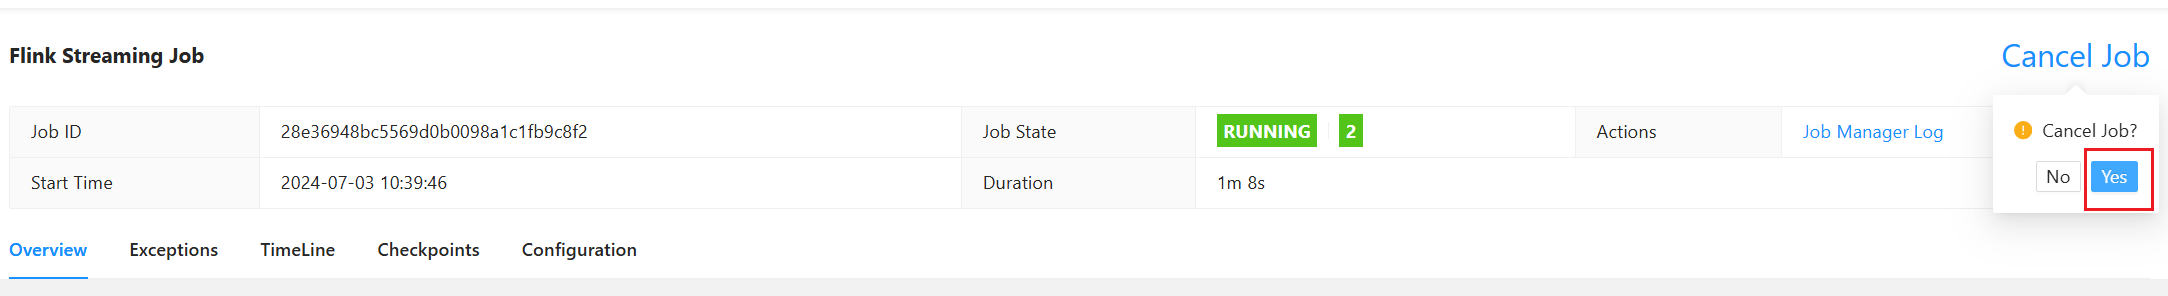 Flink Streaming Job
Cancel Job
Job ID 28e36948bc5569d0b0098a1c1fb9c8f2 Job State RUNNING 2 Actions Job Manager Log
Cancel Job?
Start Time 2024-07-03 10:39:46 Duration 1m 8s
No Yes
Overview Exceptions TimeLine Checkpoints Configuration